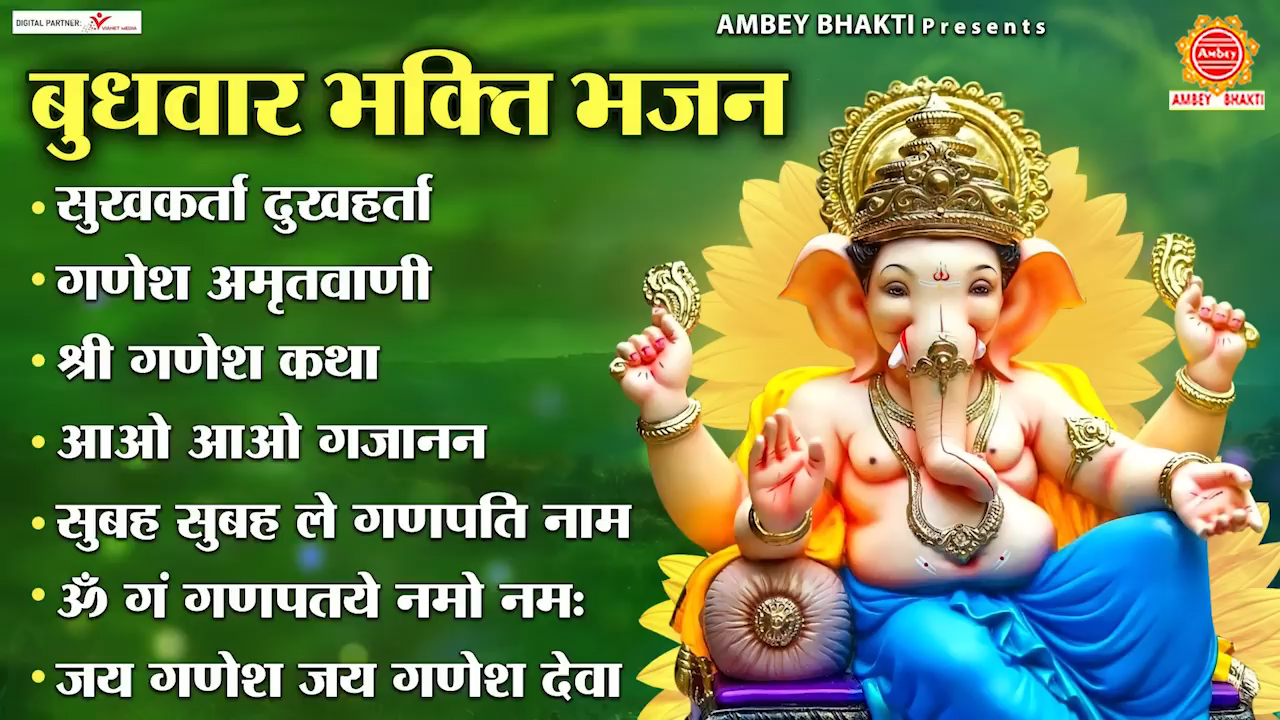 DIGITAL PARTNER:
VIANET MEDIA
AMBEY BHAKTI Presents
Ambey
AMBEY BHAKTI
बुधवार भक्ति भजन
• सुखकर्ता दुखहर्ता
• गणेश अमृतवाणी
• श्री गणेश कथा
• आओ आओ गजानन
• सुबह सुबह ले गणपति नाम
• ॐ गं गणपतये नमो नमः
• जय गणेश जय गणेश देवा